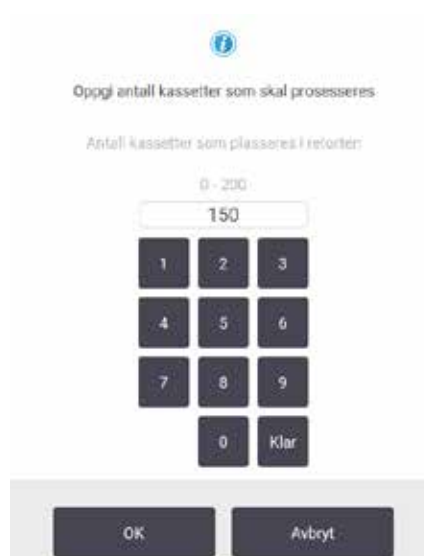 Oppgi antall kassetter som skal prosesseres
Antall kassetter som plasseres i retorten:
0 - 200
150
1 2 3
4 5 6
7 8 9
0 Klar
OK Avbryt